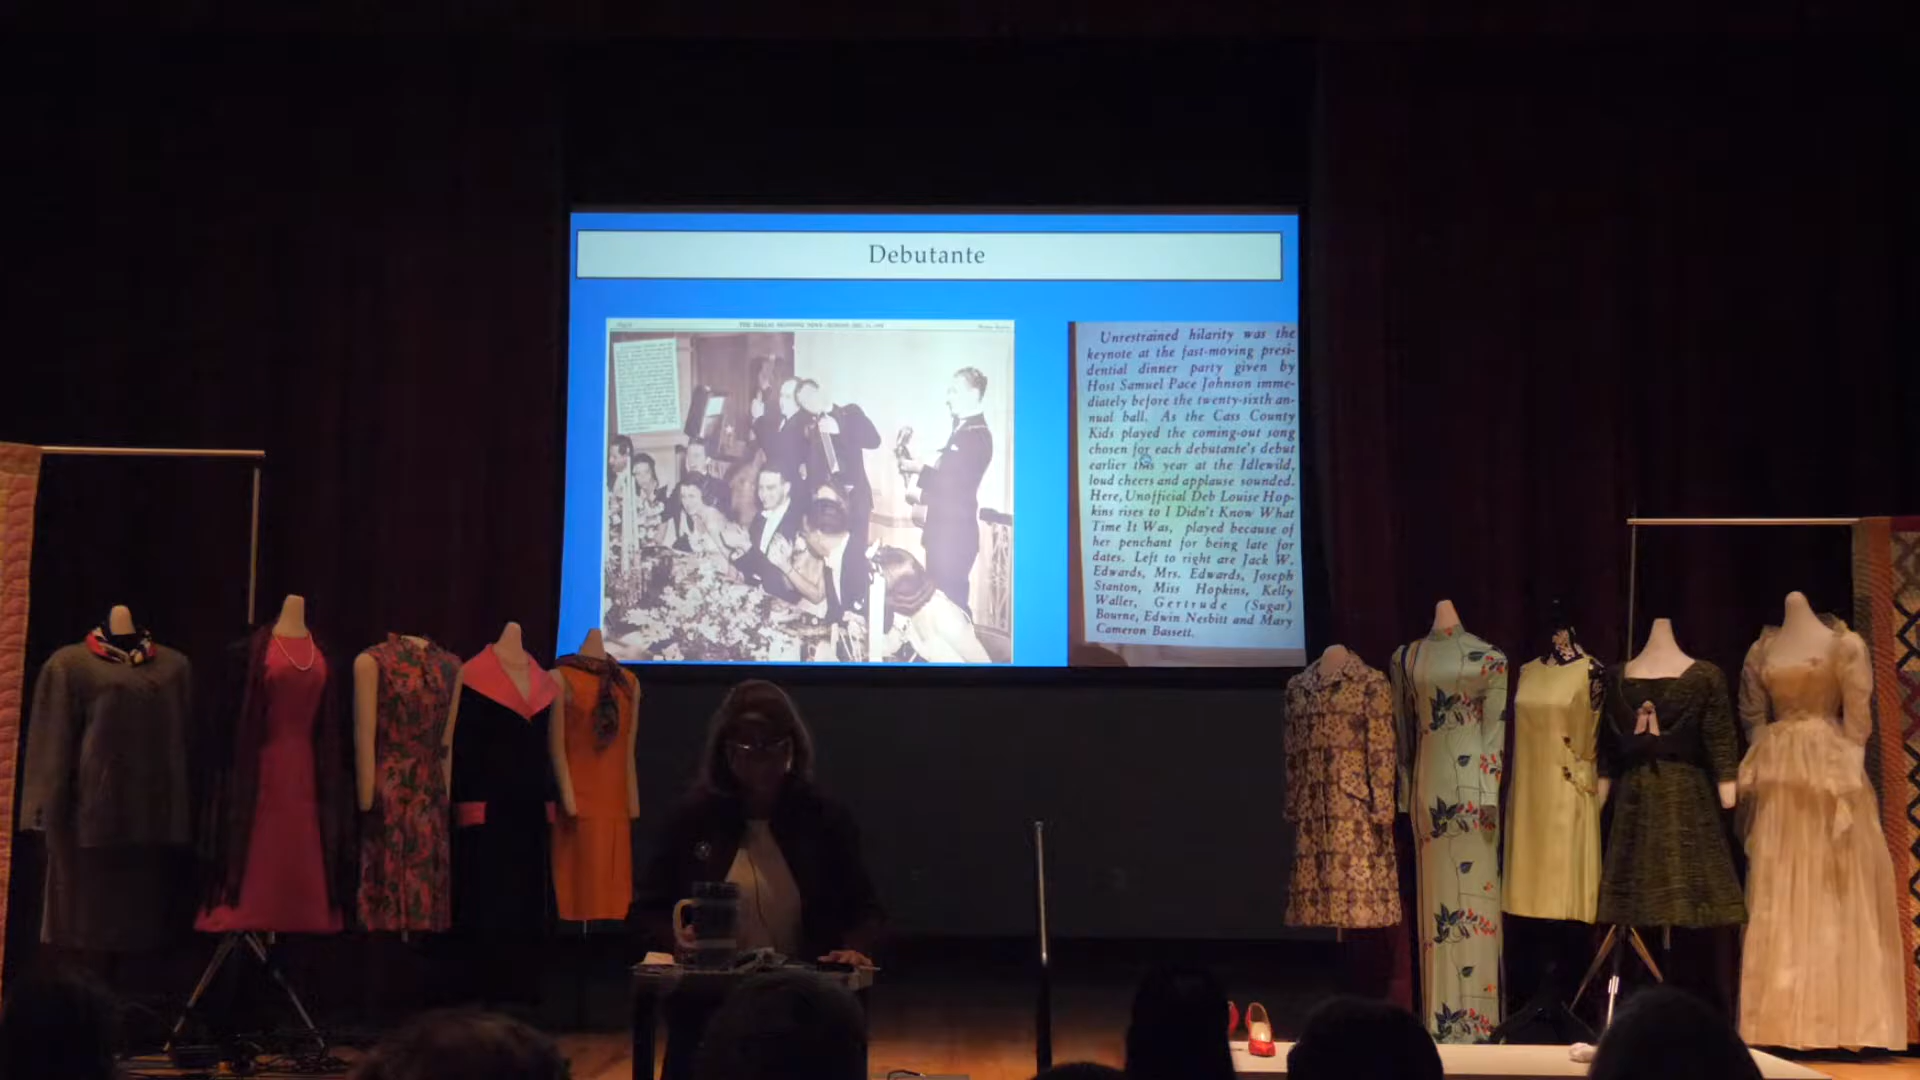 Debutante
THE DALLAS MORNING NEWS
Unrestrained hilarity was the
keynote at the fast-moving presi-
dential dinner party given by
Host Samuel Pace Johnson imme-
diately before the twenty-sixth an-
nual ball. As the Cass County
Kids played the coming-out song
chosen for each debutante's debut
earlier this year at the Idlewild,
loud cheers and applause sounded.
Here, Unofficial Deb Louise Hop-
kins rises to I Didn't Know What
Time It Was, played because of
her penchant for being late for
dates. Left to right are Jack W.
Edwards, Mrs. Edwards, Joseph
Stanton, Miss Hopkins, Kelly
Waller, Gertrude (Sugar)
Bourne, Edwin Nesbitt and Mary
Cameron Bassett.